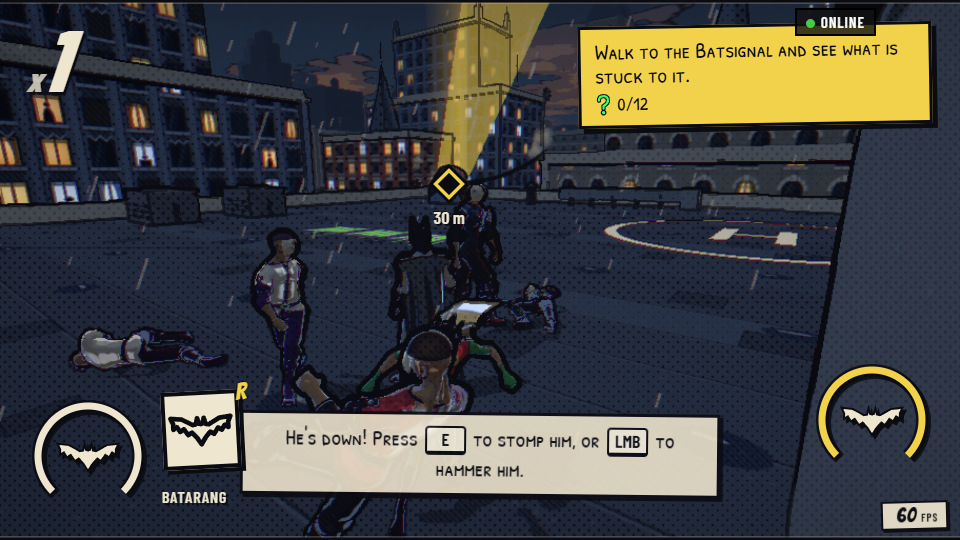 x1
ONLINE
WALK TO THE BATSIGNAL AND SEE WHAT IS
STUCK TO IT.
? 0/12
30 m
H
R
BATARANG
HE'S DOWN! PRESS E TO STOMP HIM, OR LMB TO
HAMMER HIM.
60 FPS